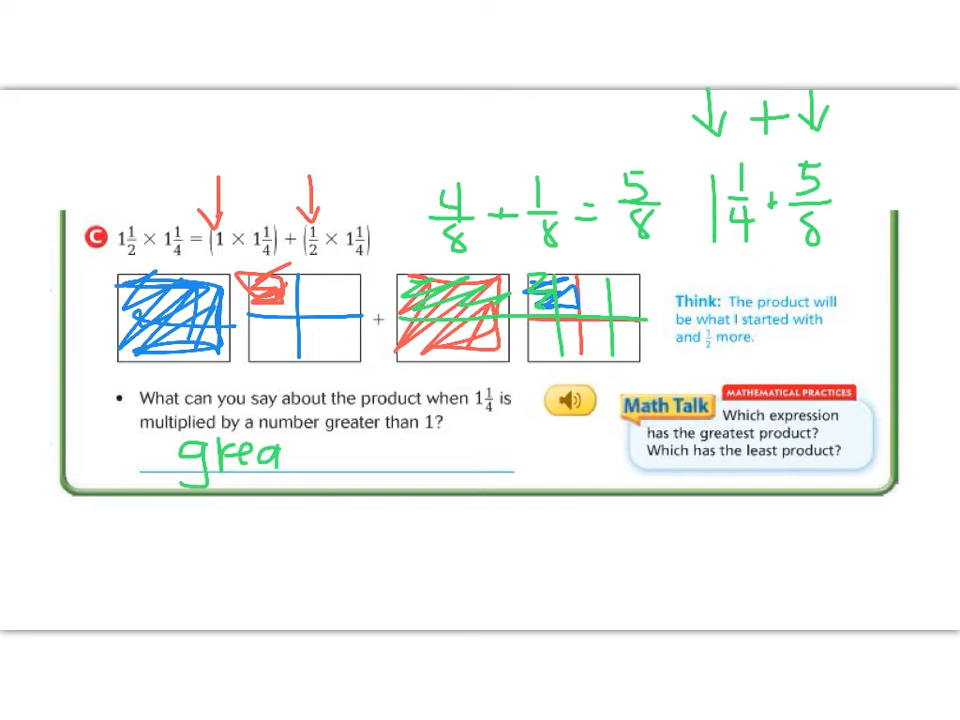 ↓ + ↓
4/8 + 1/8 = 5/8 1 1/4 + 5/8
C 1 1/2 × 1 1/4 = (1 × 1 1/4) + (1/2 × 1 1/4)
+
Think: The product will
be what I started with
and 1/2 more.
• What can you say about the product when 1 1/4 is
multiplied by a number greater than 1?
grea
Math Talk
MATHEMATICAL PRACTICES
Which expression
has the greatest product?
Which has the least product?